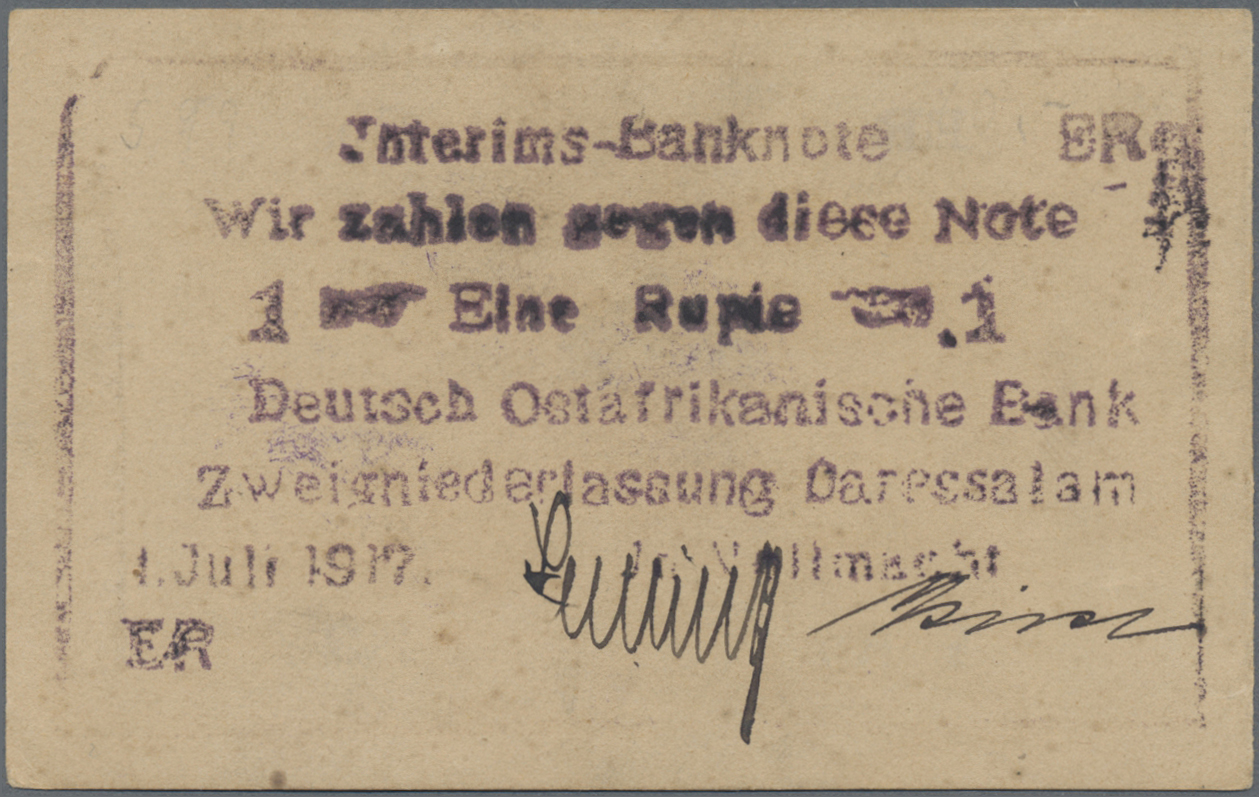 Interims-Banknote ER
Wir zahlen gegen diese Note
1 Eine Rupie 1
Deutsch Ostafrikanische Bank
Zweigniederlassung Daressalam
1. Juli 1917. Vollmacht
ER